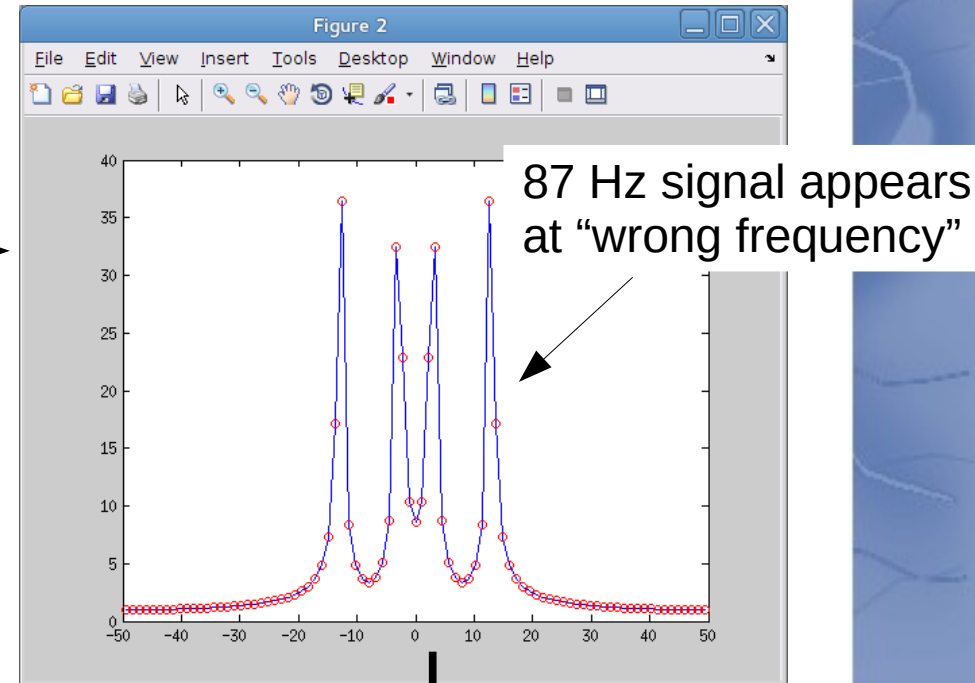 Figure 2
File Edit View Insert Tools Desktop Window Help
87 Hz signal appears
at “wrong frequency”
40
35
30
25
20
15
10
5
0
-50 -40 -30 -20 -10 0 10 20 30 40 50